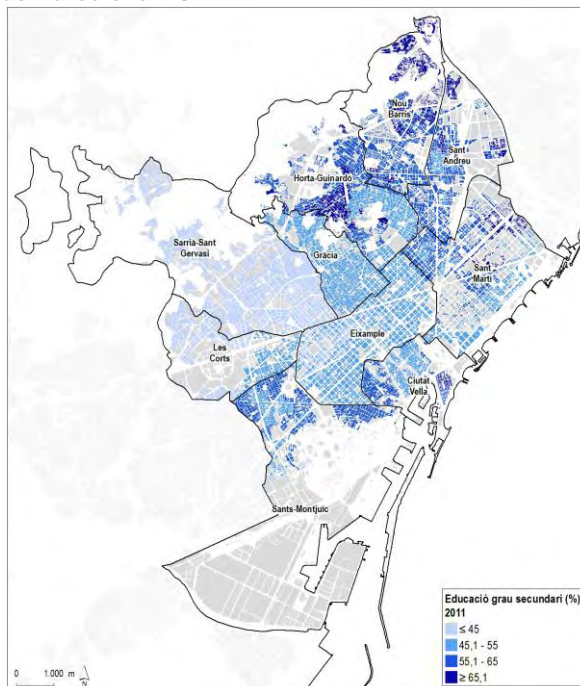 Nou
Barris
Sant
Andreu
Horta-Guinardó
Sarrià-Sant
Gervasi
Gràcia
Sant
Martí
Eixample
Les
Corts
Ciutat
Vella
Sants-Montjuïc
Educació grau secundari (%)
2011
≤ 45
45,1 - 55
55,1 - 65
≥ 65,1
0 1.000 m
N